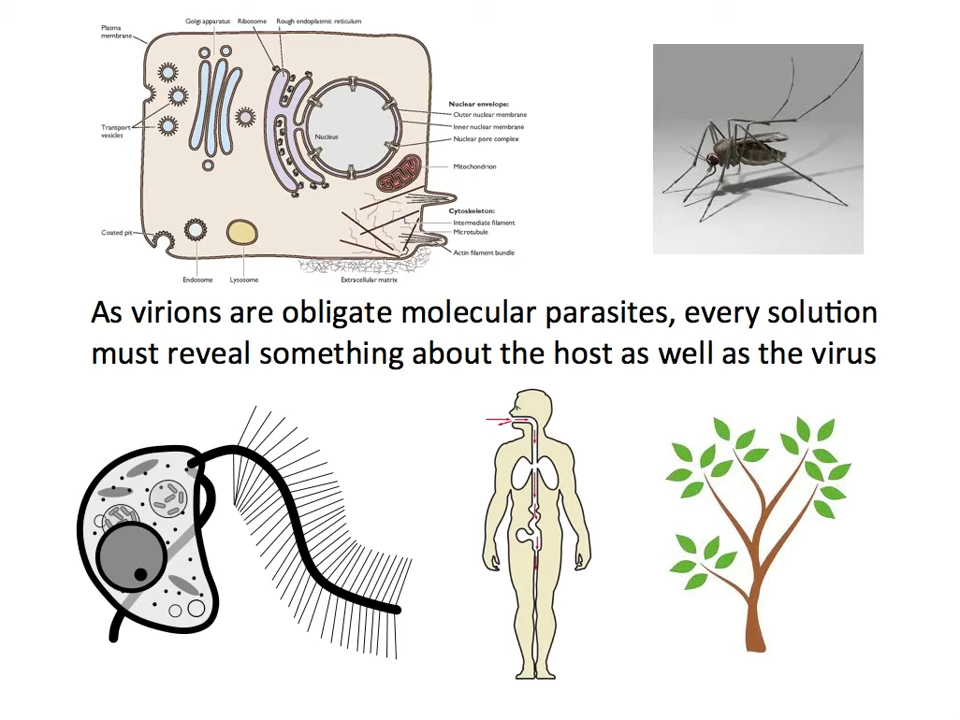 Golgi apparatus Ribosome Rough endoplasmic reticulum
Plasma
membrane
Nuclear envelope:
Outer nuclear membrane
Inner nuclear membrane
Nuclear pore complex
Transport
vesicles
Nucleus
Mitochondrion
Cytoskeleton:
Intermediate filament
Microtubule
Coated pit
Actin filament bundle
Endosome Lysosome Extracellular matrix
As virions are obligate molecular parasites, every solution
must reveal something about the host as well as the virus